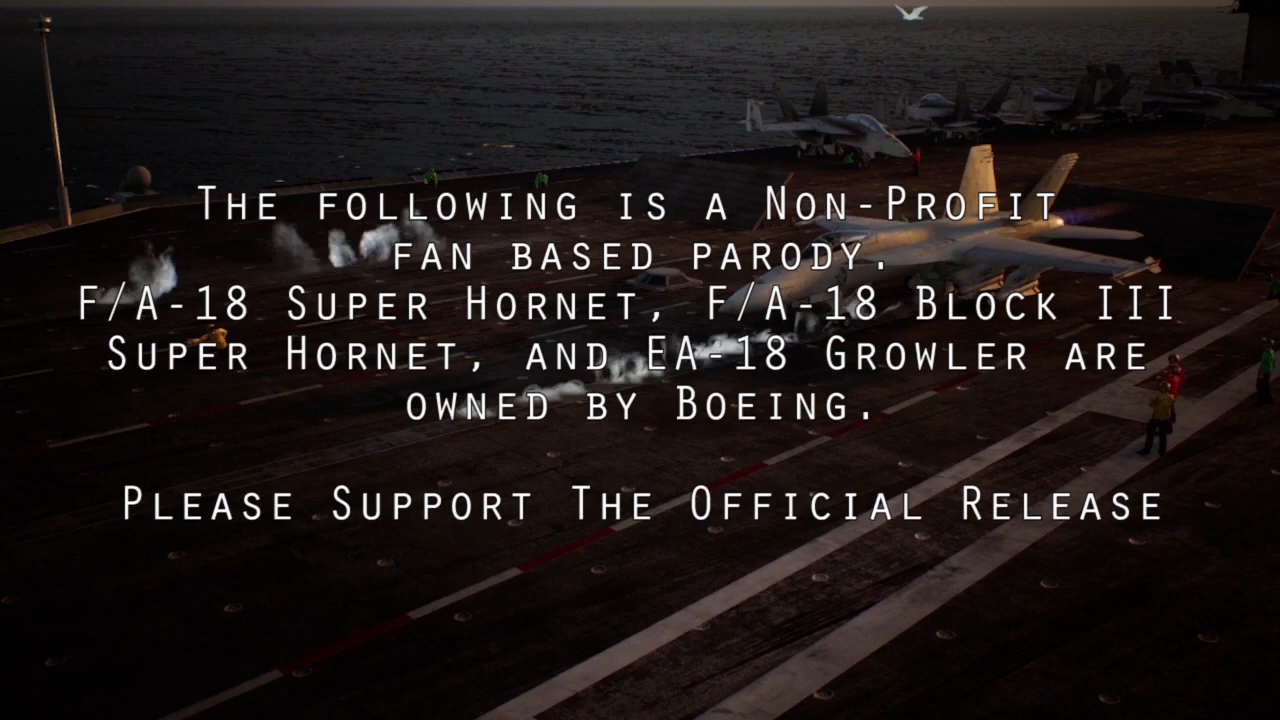 The following is a Non-Profit
fan based parody.
F/A-18 Super Hornet, F/A-18 Block III
Super Hornet, and EA-18 Growler are
owned by Boeing.
Please Support The Official Release